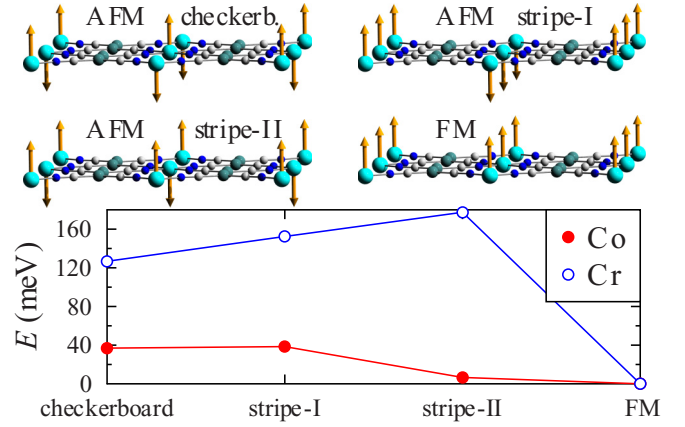 AFM checkerb.
AFM stripe-I
AFM stripe-II
FM
E (meV)
160
120
80
40
0
Co
Cr
checkerboard stripe-I stripe-II FM